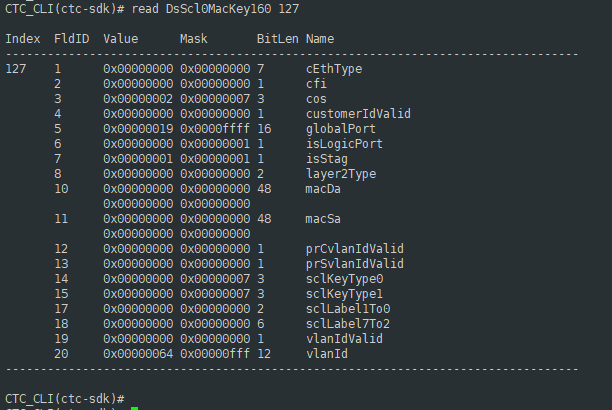 CTC_CLI(ctc-sdk)# read DsScl0MacKey160 127
Index  FldID  Value      Mask       BitLen Name
-------------------------------------------------------------------------------
127    1      0x00000000 0x00000000 7      cEthType
       2      0x00000000 0x00000000 1      cfi
       3      0x00000002 0x00000007 3      cos
       4      0x00000000 0x00000000 1      customerIdValid
       5      0x00000019 0x0000ffff 16     globalPort
       6      0x00000000 0x00000001 1      isLogicPort
       7      0x00000001 0x00000001 1      isStag
       8      0x00000000 0x00000000 2      layer2Type
       10     0x00000000 0x00000000 48     macDa
              0x00000000 0x00000000
       11     0x00000000 0x00000000 48     macSa
              0x00000000 0x00000000
       12     0x00000000 0x00000000 1      prCvlanIdValid
       13     0x00000000 0x00000000 1      prSvlanIdValid
       14     0x00000000 0x00000007 3      sclKeyType0
       15     0x00000000 0x00000007 3      sclKeyType1
       17     0x00000000 0x00000000 2      sclLabel1To0
       18     0x00000000 0x00000000 6      sclLabel7To2
       19     0x00000000 0x00000000 1      vlanIdValid
       20     0x00000064 0x00000fff 12     vlanId
-------------------------------------------------------------------------------
CTC_CLI(ctc-sdk)#
CTC_CLI(ctc-sdk)#